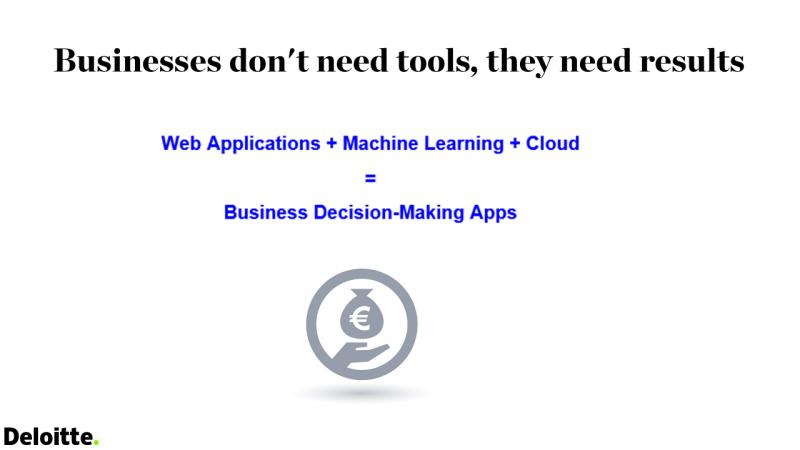 Businesses don't need tools, they need results
Web Applications + Machine Learning + Cloud
=
Business Decision-Making Apps
€
Deloitte.